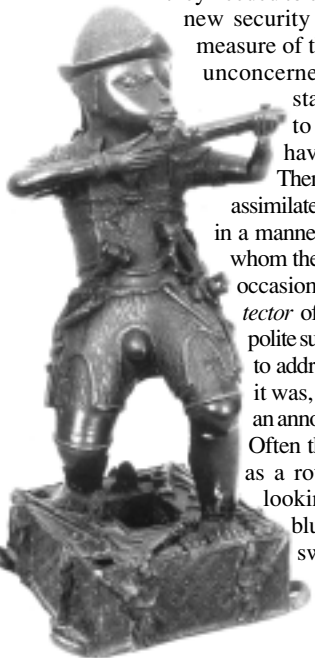 new security
measure of t
unconcerne
sta
to
hav
Ther
assimilate
in a manne
whom the
occasion
tector of
polite su
to addr
it was,
an anno
Often th
as a rou
lookin
blu
sw